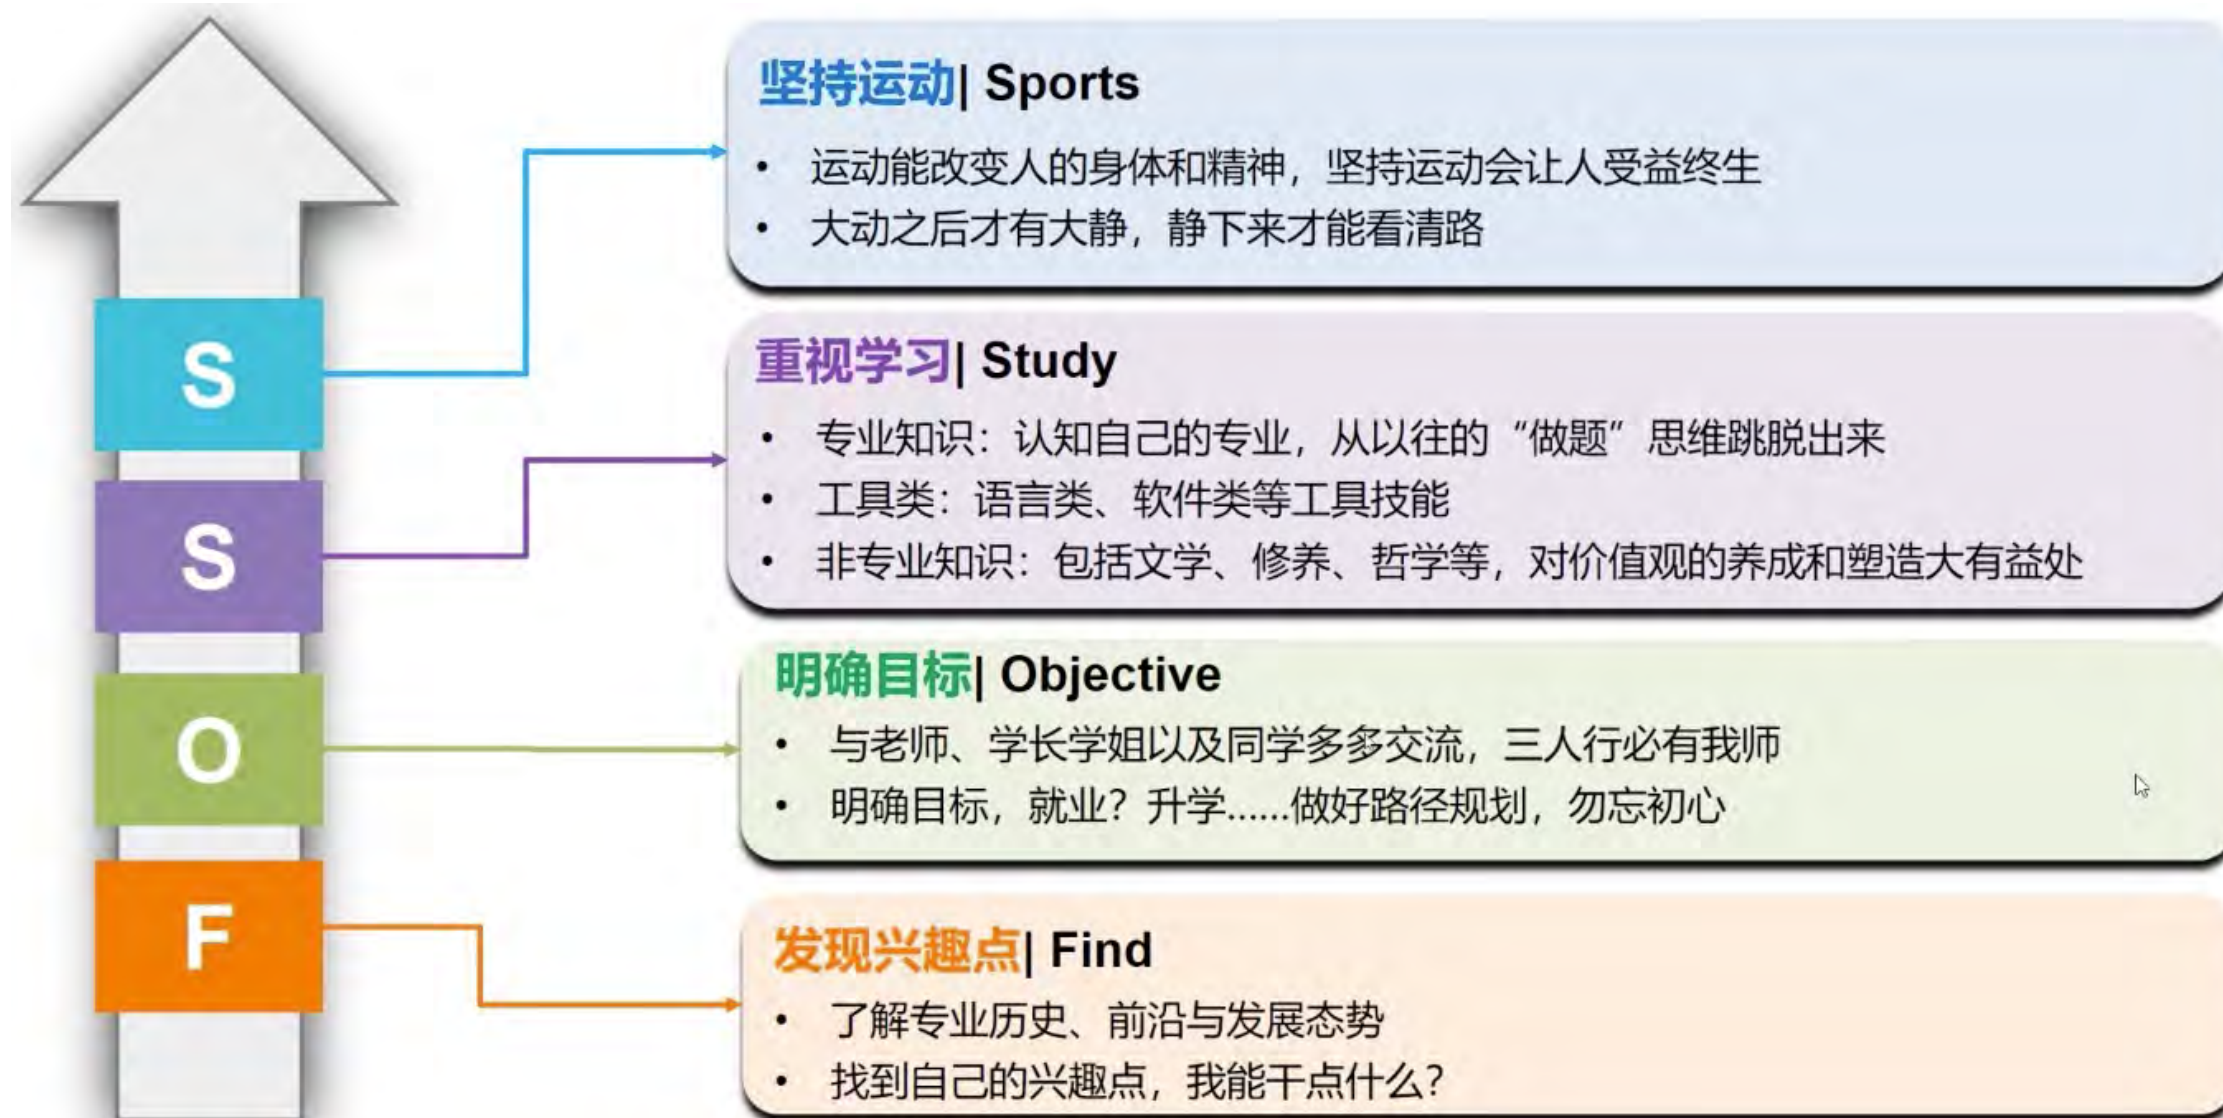 坚持运动| Sports
• 运动能改变人的身体和精神，坚持运动会让人受益终生
• 大动之后才有大静，静下来才能看清路
S
重视学习| Study
• 专业知识：认知自己的专业，从以往的“做题”思维跳脱出来
• 工具类：语言类、软件类等工具技能
• 非专业知识：包括文学、修养、哲学等，对价值观的养成和塑造大有益处
S
明确目标| Objective
• 与老师、学长学姐以及同学多多交流，三人行必有我师
• 明确目标，就业？升学......做好路径规划，勿忘初心
O
发现兴趣点| Find
• 了解专业历史、前沿与发展态势
• 找到自己的兴趣点，我能干点什么？
F